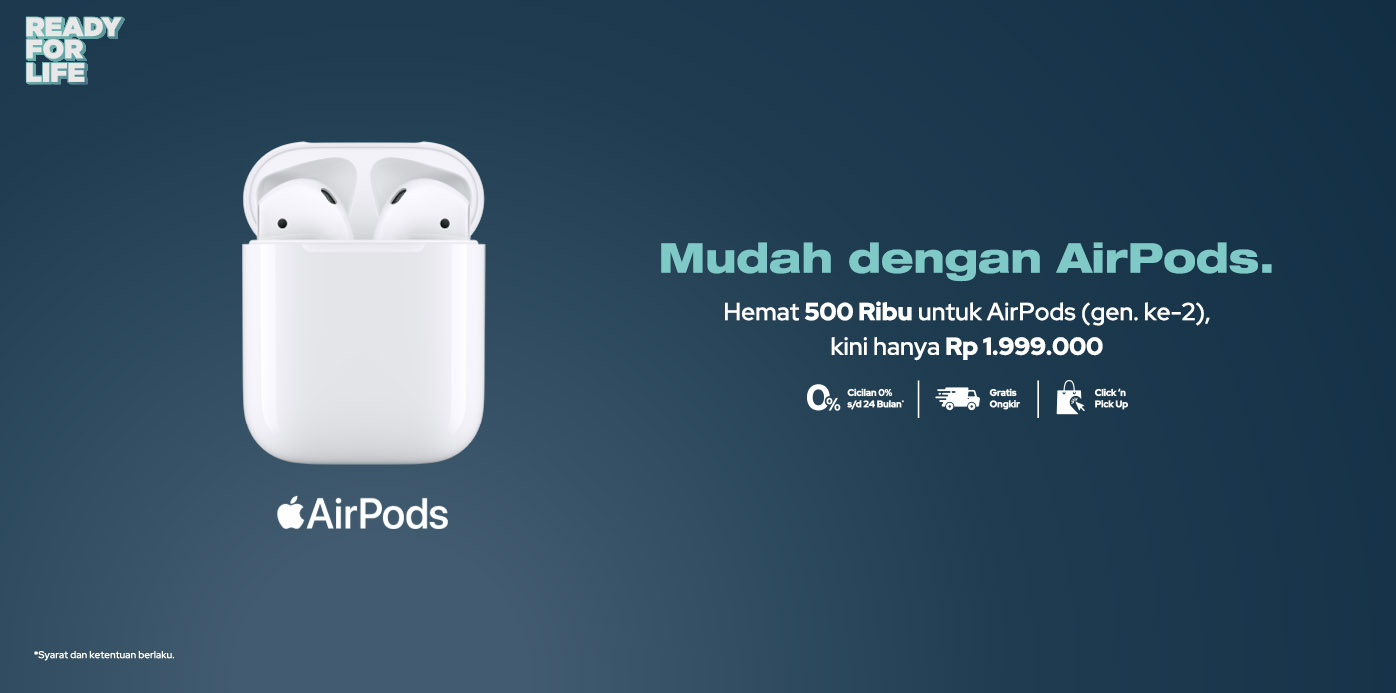 READY
FOR
LIFE
AirPods
Mudah dengan AirPods.
Hemat 500 Ribu untuk AirPods (gen. ke-2),
kini hanya Rp 1.999.000
0%
Cicilan 0%
s/d 24 Bulan*
Gratis
Ongkir
Click 'n
Pick Up
*Syarat dan ketentuan berlaku.